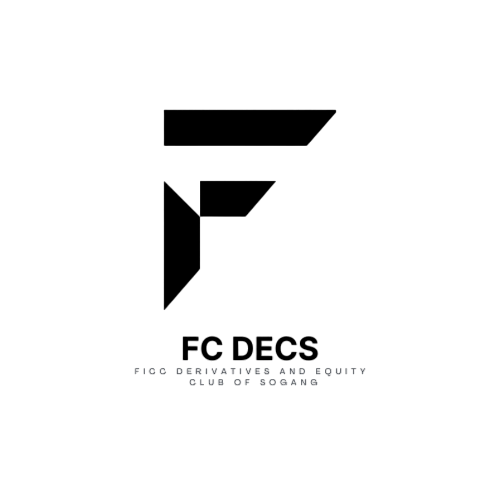 FC DECS
FICC DERIVATIVES AND EQUITY
CLUB OF SOGANG